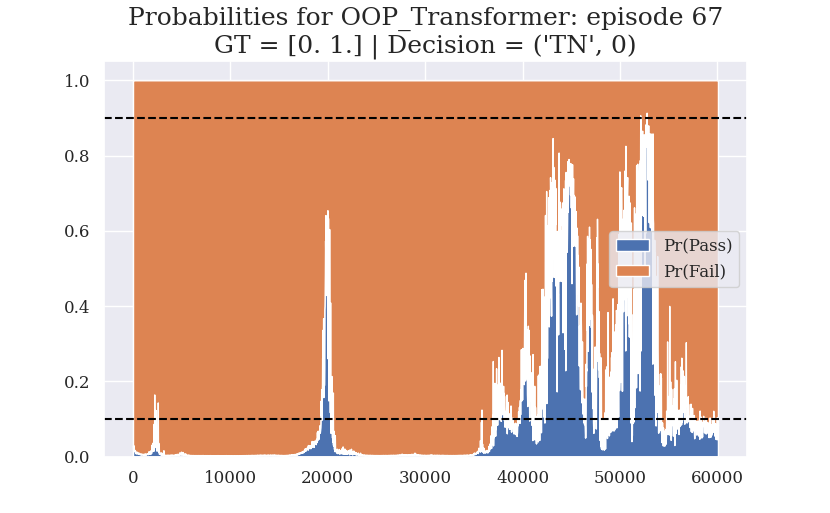 Probabilities for OOP_Transformer: episode 67
GT = [0. 1.] | Decision = ('TN', 0)
1.0
0.8
0.6
0.4
0.2
0.0
Pr(Pass)
Pr(Fail)
0 10000 20000 30000 40000 50000 60000